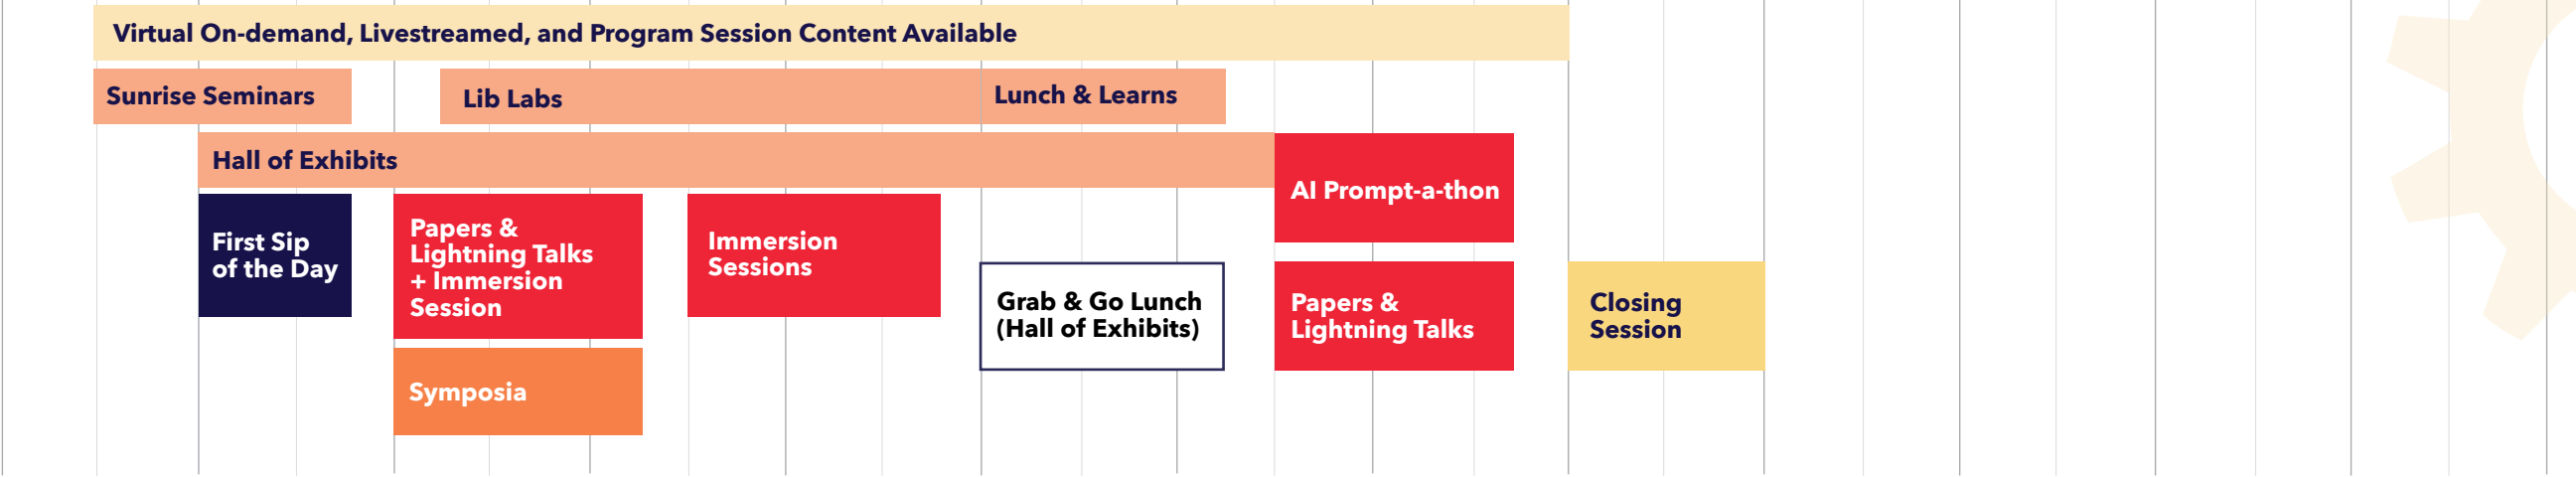 Virtual On-demand, Livestreamed, and Program Session Content Available
Sunrise Seminars
Lib Labs
Lunch & Learns
Hall of Exhibits
AI Prompt-a-thon
First Sip
of the Day
Papers &
Lightning Talks
+ Immersion
Session
Immersion
Sessions
Grab & Go Lunch
(Hall of Exhibits)
Papers &
Lightning Talks
Closing
Session
Symposia